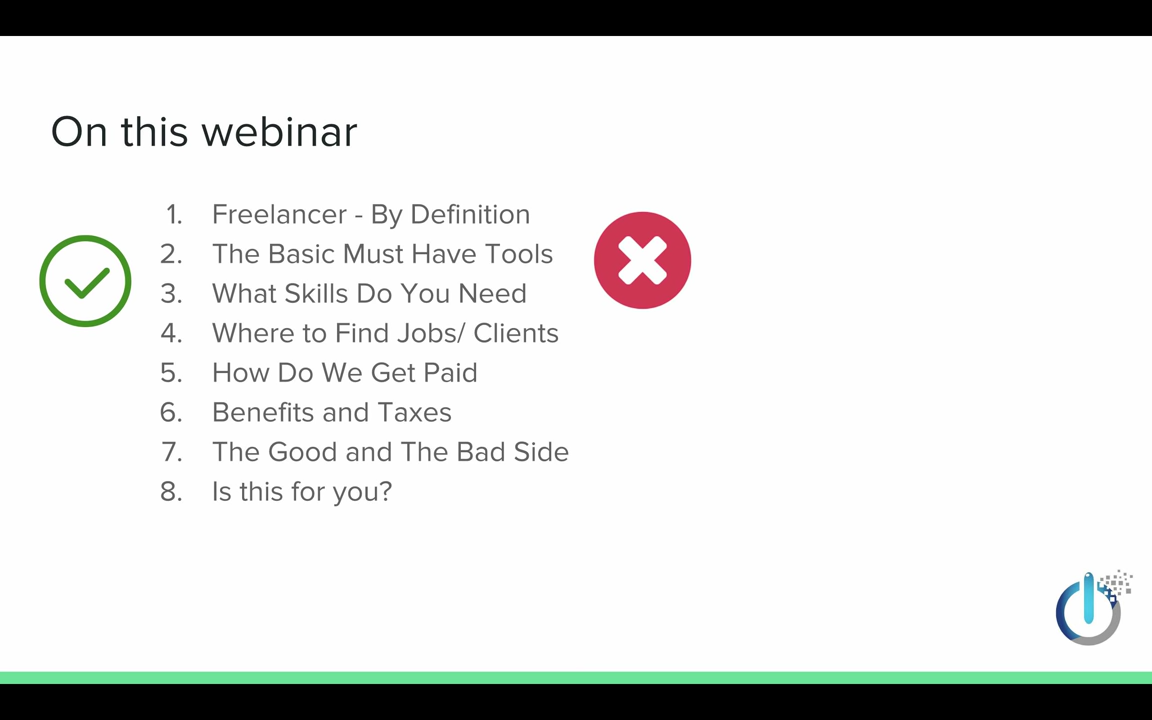 On this webinar
1. Freelancer - By Definition
2. The Basic Must Have Tools
3. What Skills Do You Need
4. Where to Find Jobs/ Clients
5. How Do We Get Paid
6. Benefits and Taxes
7. The Good and The Bad Side
8. Is this for you?